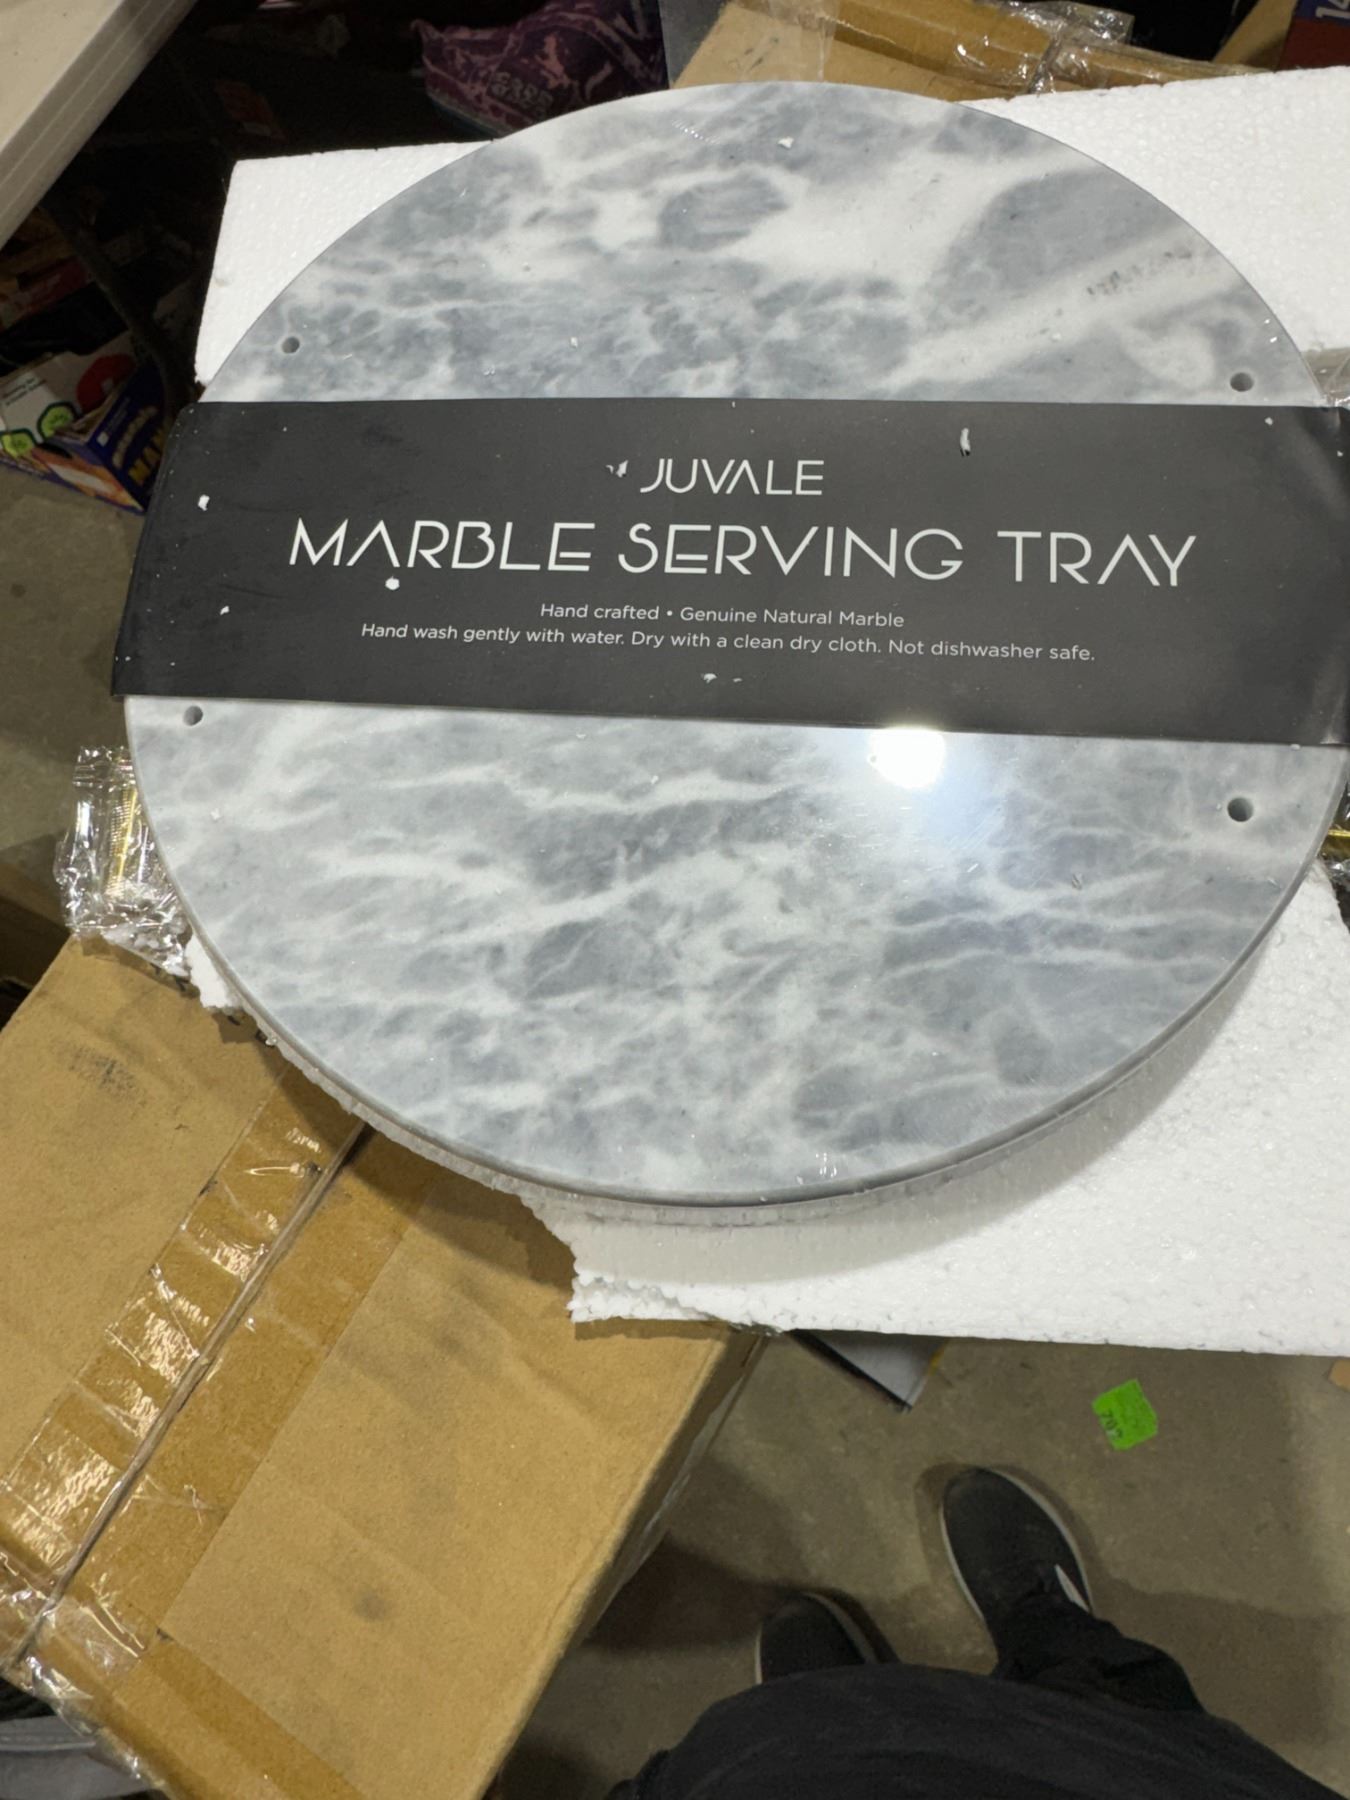 JUVALE
MARBLE SERVING TRAY
Hand crafted • Genuine Natural Marble
Hand wash gently with water. Dry with a clean dry cloth. Not dishwasher safe.